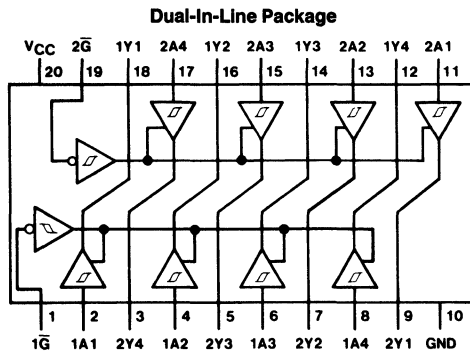 Dual-In-Line Package
VCC 2G̅ 1Y1 2A4 1Y2 2A3 1Y3 2A2 1Y4 2A1
20 19 18 17 16 15 14 13 12 11
1 2 3 4 5 6 7 8 9 10
1G̅ 1A1 2Y4 1A2 2Y3 1A3 2Y2 1A4 2Y1 GND